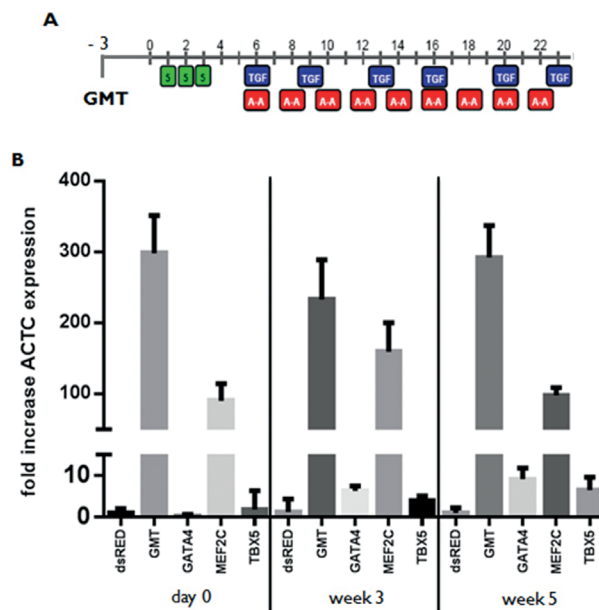 A
- 3 0 2 4 6 8 10 12 14 16 18 20 22
GMT 5 5 5 TGF TGF TGF TGF TGF TGF
A-A A-A A-A A-A A-A A-A A-A A-A A-A
B
fold increase ACTC expression
400
300
200
100
10
0
dsRED GMT GATA4 MEF2C TBX5 dsRED GMT GATA4 MEF2C TBX5 dsRED GMT GATA4 MEF2C TBX5
day 0 week 3 week 5